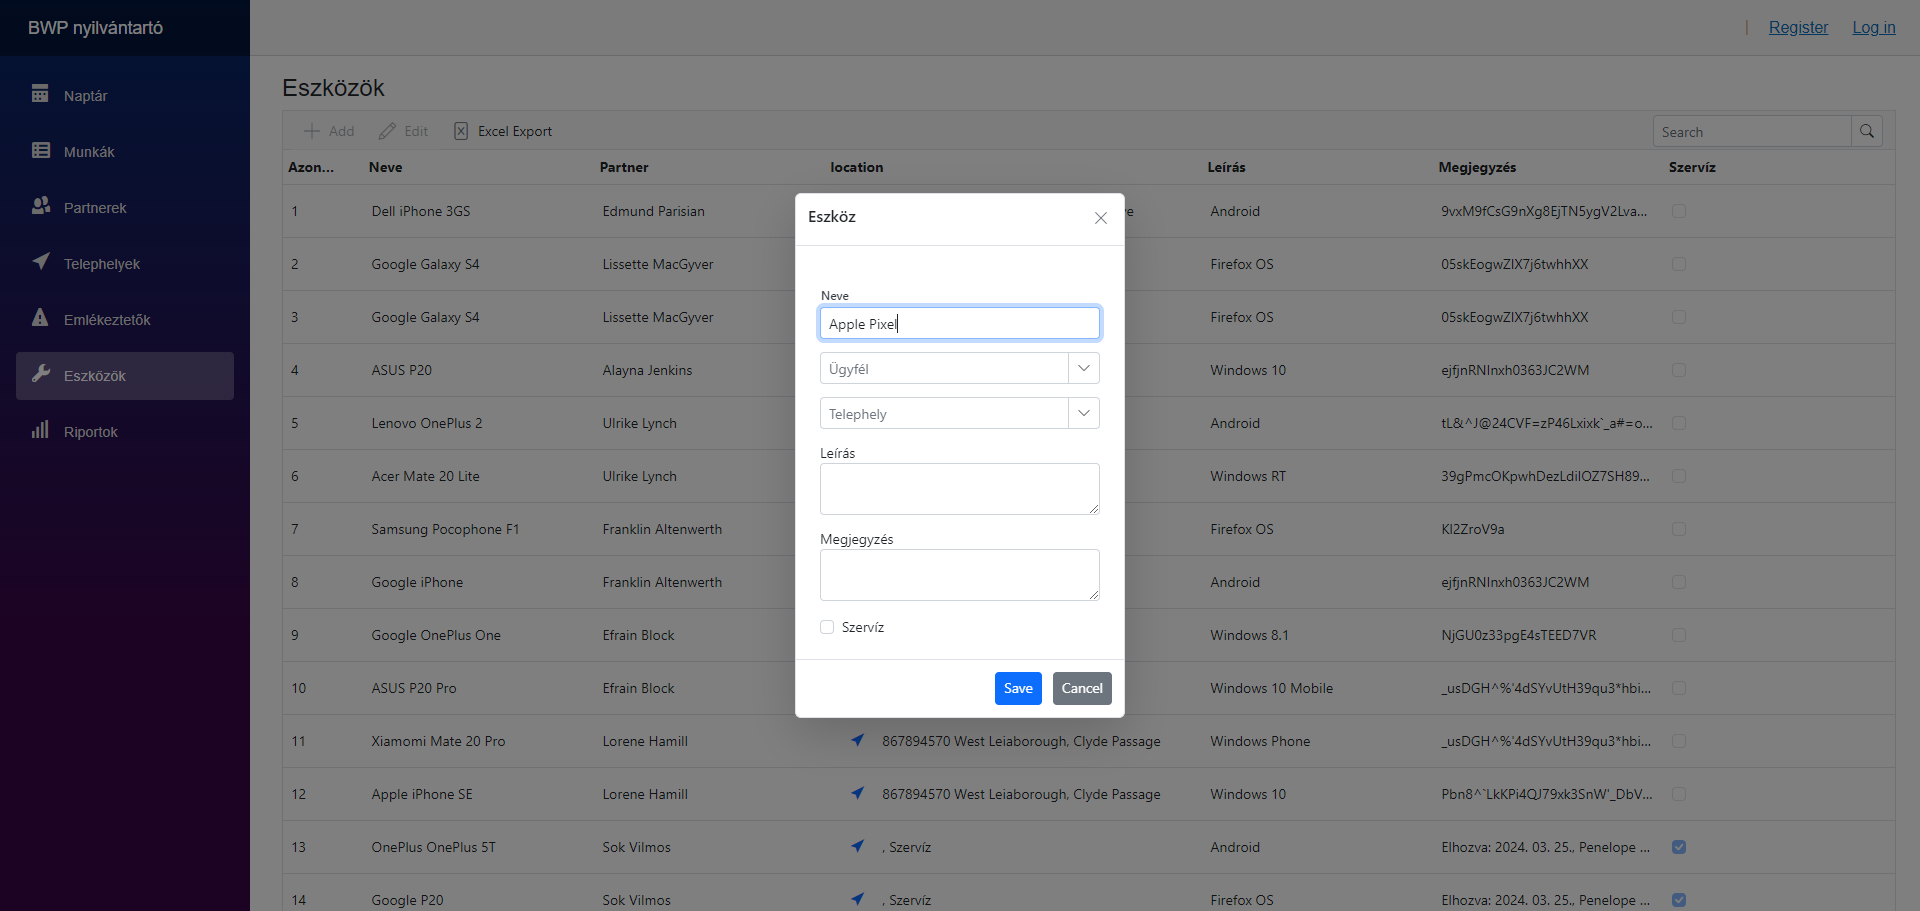 BWP nyilvántartó
Register
Log in
Naptár
Munkák
Partnerek
Telephelyek
Emlékeztetők
Eszközök
Riportok
Eszközök
Add
Edit
Excel Export
Search
Azon... Neve Partner location Leírás Megjegyzés Szervíz
1 Dell iPhone 3GS Edmund Parisian Android 9vxM9fCsG9nXg8EjTN5ygV2Lva...
2 Google Galaxy S4 Lissette MacGyver Firefox OS 05skEogwZIX7j6twhhXX
3 Google Galaxy S4 Lissette MacGyver Firefox OS 05skEogwZIX7j6twhhXX
4 ASUS P20 Alayna Jenkins Windows 10 ejfjnRNInxh0363JC2WM
5 Lenovo OnePlus 2 Ulrike Lynch Android tL&^J@24CVF=zP46Lxixk`_a#=o...
6 Acer Mate 20 Lite Ulrike Lynch Windows RT 39gPmcOKpwhDezLdiIOZ7SH89...
7 Samsung Pocophone F1 Franklin Altenwerth Firefox OS KI2ZroV9a
8 Google iPhone Franklin Altenwerth Android ejfjnRNInxh0363JC2WM
9 Google OnePlus One Efrain Block Windows 8.1 NjGU0z33pgE4sTEED7VR
10 ASUS P20 Pro Efrain Block Windows 10 Mobile _usDGH^%'4dSYvUtH39qu3*hbi...
11 Xiamomi Mate 20 Pro Lorene Hamill 867894570 West Leiaborough, Clyde Passage Windows Phone _usDGH^%'4dSYvUtH39qu3*hbi...
12 Apple iPhone SE Lorene Hamill 867894570 West Leiaborough, Clyde Passage Windows 10 Pbn8^`LkKPi4QJ79xk3SnW'_DbV...
13 OnePlus OnePlus 5T Sok Vilmos , Szervíz Android Elhozva: 2024. 03. 25., Penelope ...
14 Google P20 Sok Vilmos , Szervíz Firefox OS Elhozva: 2024. 03. 25., Penelope ...
Eszköz
Neve
Apple Pixel
Ügyfél
Telephely
Leírás
Megjegyzés
Szervíz
Save
Cancel